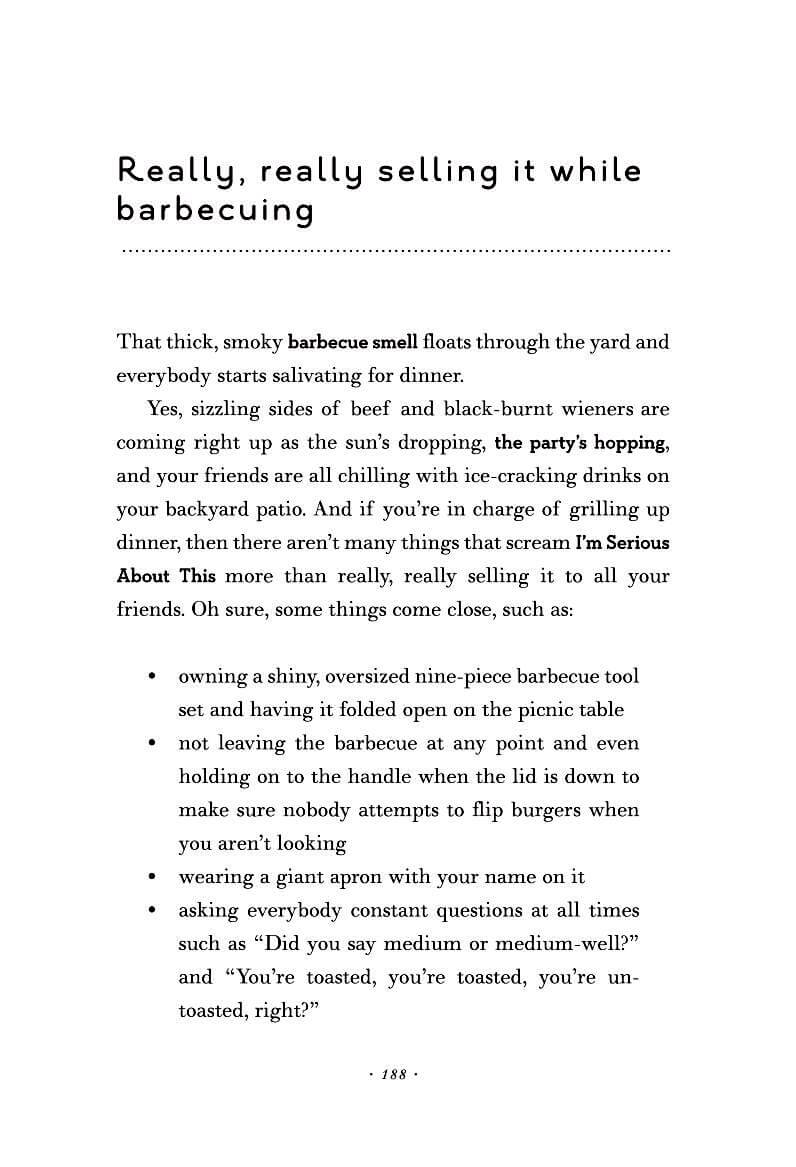 Really, really selling it while
barbecuing
That thick, smoky barbecue smell floats through the yard and
everybody starts salivating for dinner.
Yes, sizzling sides of beef and black-burnt wieners are
coming right up as the sun’s dropping, the party’s hopping,
and your friends are all chilling with ice-cracking drinks on
your backyard patio. And if you’re in charge of grilling up
dinner, then there aren’t many things that scream I’m Serious
About This more than really, really selling it to all your
friends. Oh sure, some things come close, such as:
• owning a shiny, oversized nine-piece barbecue tool
set and having it folded open on the picnic table
• not leaving the barbecue at any point and even
holding on to the handle when the lid is down to
make sure nobody attempts to flip burgers when
you aren’t looking
• wearing a giant apron with your name on it
• asking everybody constant questions at all times
such as “Did you say medium or medium-well?”
and “You’re toasted, you’re toasted, you’re un-
toasted, right?”
· 188 ·